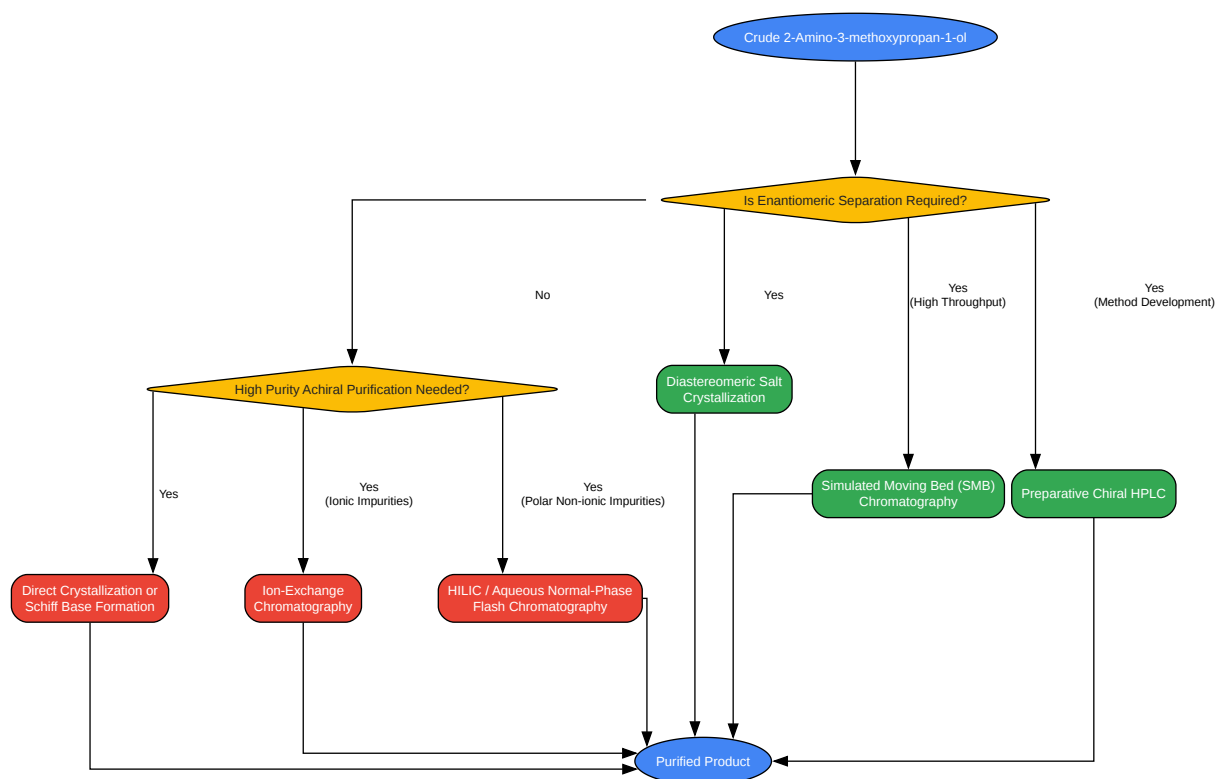 Crude 2-Amino-3-methoxypropan-1-ol
Is Enantiomeric Separation Required?
No
Yes
Yes
(High Throughput)
Yes
(Method Development)
High Purity Achiral Purification Needed?
Diastereomeric Salt
Crystallization
Yes
Yes
(Ionic Impurities)
Yes
(Polar Non-ionic Impurities)
Simulated Moving Bed (SMB)
Chromatography
Preparative Chiral HPLC
Direct Crystallization or
Schiff Base Formation
Ion-Exchange
Chromatography
HILIC / Aqueous Normal-Phase
Flash Chromatography
Purified Product